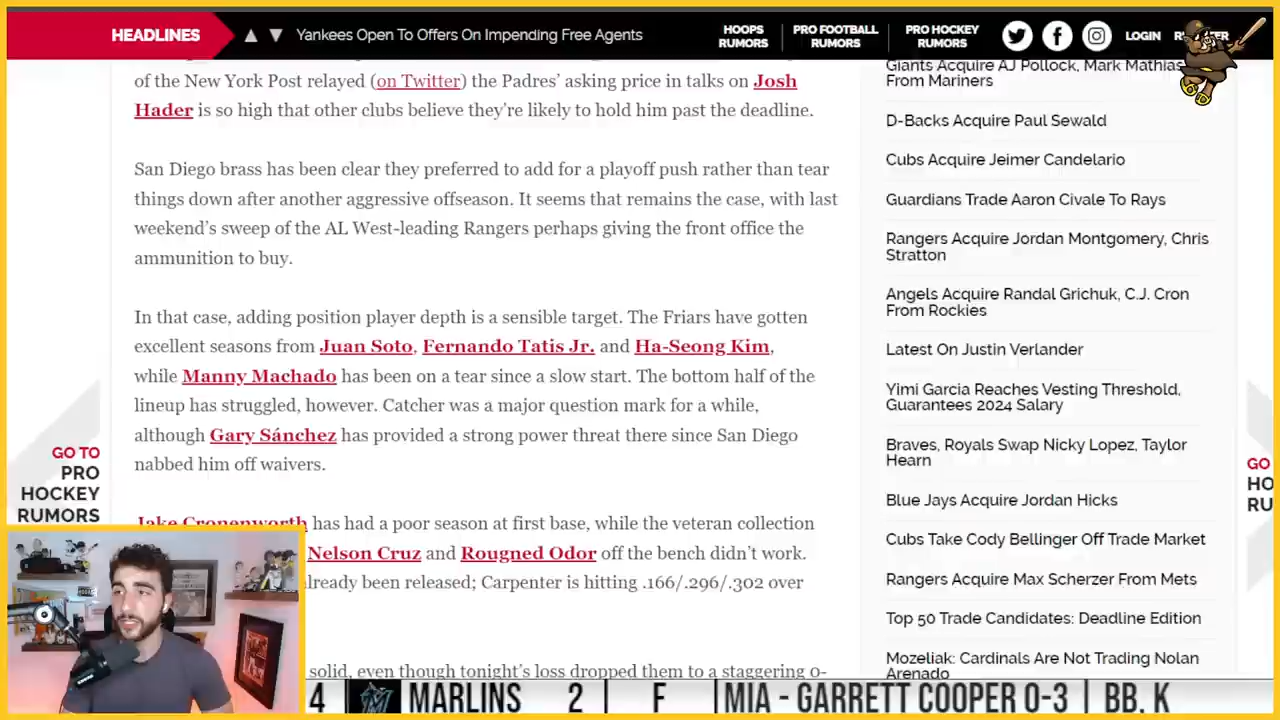 HEADLINES
Yankees Open To Offers On Impending Free Agents
HOOPS
RUMORS
PRO FOOTBALL
RUMORS
PRO HOCKEY
RUMORS
LOGIN
of the New York Post relayed (on Twitter) the Padres' asking price in talks on Josh
Hader is so high that other clubs believe they're likely to hold him past the deadline.
San Diego brass has been clear they preferred to add for a playoff push rather than tear
things down after another aggressive offseason. It seems that remains the case, with last
weekend's sweep of the AL West-leading Rangers perhaps giving the front office the
ammunition to buy.
In that case, adding position player depth is a sensible target. The Friars have gotten
excellent seasons from Juan Soto, Fernando Tatis Jr. and Ha-Seong Kim,
while Manny Machado has been on a tear since a slow start. The bottom half of the
lineup has struggled, however. Catcher was a major question mark for a while,
although Gary Sánchez has provided a strong power threat there since San Diego
nabbed him off waivers.
Jake Cronenworth has had a poor season at first base, while the veteran collection
Nelson Cruz and Rougned Odor off the bench didn't work.
already been released; Carpenter is hitting .166/.296/.302 over
solid, even though tonight's loss dropped them to a staggering 0-
Giants Acquire AJ Pollock, Mark Mathias
From Mariners
D-Backs Acquire Paul Sewald
Cubs Acquire Jeimer Candelario
Guardians Trade Aaron Civale To Rays
Rangers Acquire Jordan Montgomery, Chris
Stratton
Angels Acquire Randal Grichuk, C.J. Cron
From Rockies
Latest On Justin Verlander
Yimi Garcia Reaches Vesting Threshold,
Guarantees 2024 Salary
Braves, Royals Swap Nicky Lopez, Taylor
Hearn
Blue Jays Acquire Jordan Hicks
Cubs Take Cody Bellinger Off Trade Market
Rangers Acquire Max Scherzer From Mets
Top 50 Trade Candidates: Deadline Edition
Mozeliak: Cardinals Are Not Trading Nolan
Arenado
GO TO
PRO
HOCKEY
RUMORS
GO
HO
RU
4 MARLINS 2 F MIA - GARRETT COOPER 0-3 | BB, K